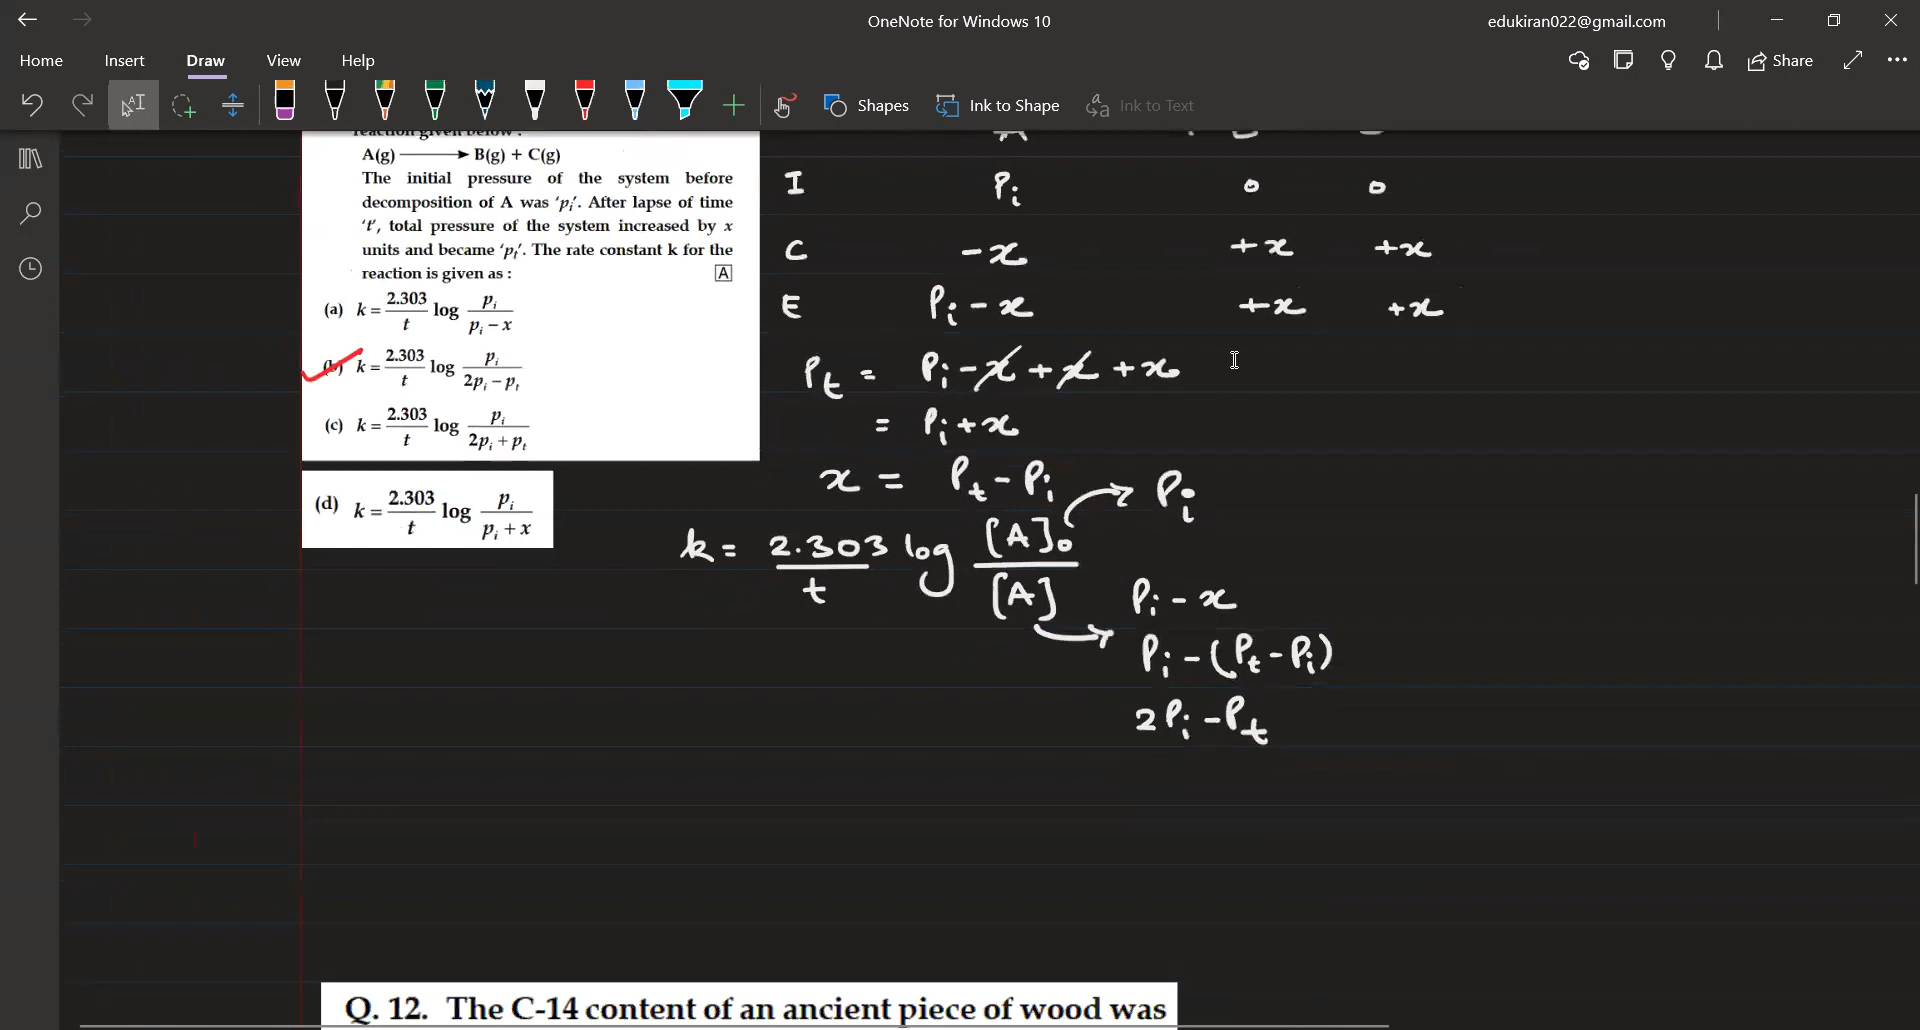 OneNote for Windows 10
edukiran022@gmail.com
Home Insert Draw View Help
Share
Shapes Ink to Shape Ink to Text
reaction given below :
A(g) ⟶ B(g) + C(g)
The initial pressure of the system before
decomposition of A was 'pᵢ'. After lapse of time
't', total pressure of the system increased by x
units and became 'pₜ'. The rate constant k for the
reaction is given as : A
(a) k = 2.303/t log pᵢ/(pᵢ − x)
(b) k = 2.303/t log pᵢ/(2pᵢ − pₜ)
(c) k = 2.303/t log pᵢ/(2pᵢ + pₜ)
(d) k = 2.303/t log pᵢ/(pᵢ + x)
I Pᵢ 0 0
C −x +x +x
E Pᵢ − x +x +x
Pₜ = Pᵢ − x + x + x
= Pᵢ + x
x = Pₜ − Pᵢ
k = 2.303/t log [A]₀/[A]
Pᵢ
Pᵢ − x
Pᵢ − (Pₜ − Pᵢ)
2Pᵢ − Pₜ
Q. 12. The C-14 content of an ancient piece of wood was